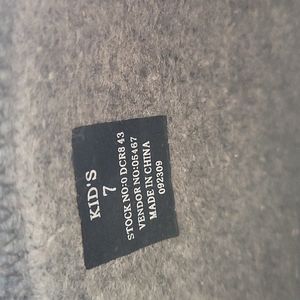 KID'S
7
STOCK NO:0 DCR8 43
VENDOR NO:05467
MADE IN CHINA
092309